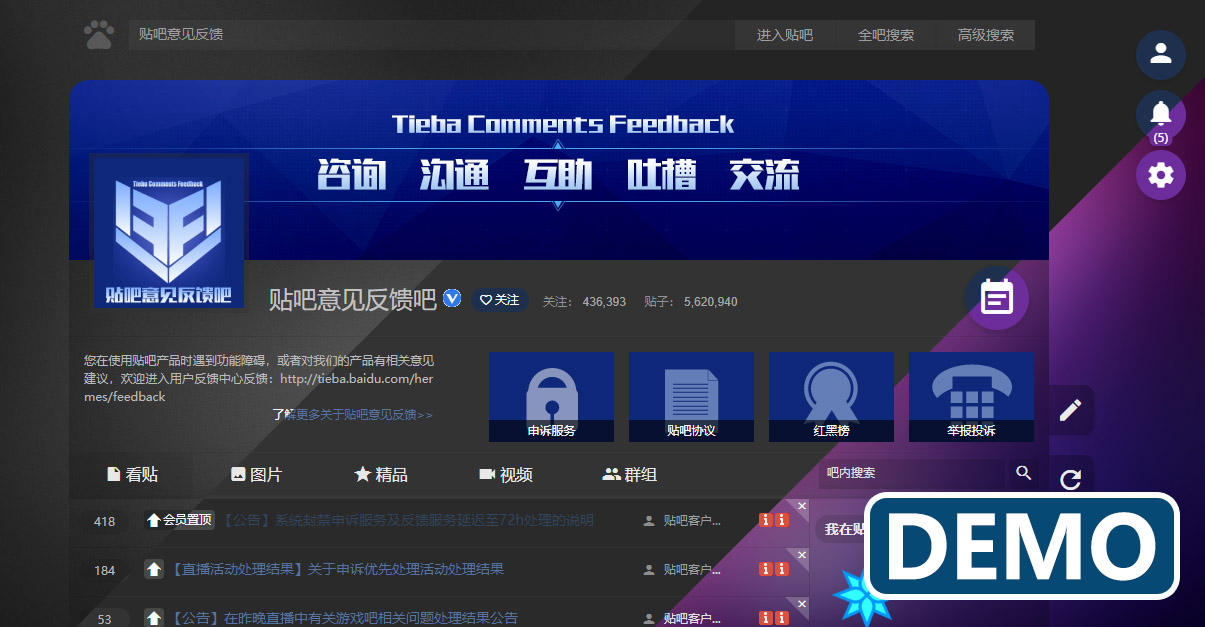 贴吧意见反馈
进入贴吧 全吧搜索 高级搜索
(5)
Tieba Comments Feedback
咨询 沟通 互助 吐槽 交流
Tieba Comments Feedback
贴吧意见反馈吧
贴吧意见反馈吧
关注 关注: 436,393 贴子: 5,620,940
您在使用贴吧产品时遇到功能障碍，或者对我们的产品有相关意见
建议，欢迎进入用户反馈中心反馈：http://tieba.baidu.com/her
mes/feedback
了解更多关于贴吧意见反馈>>
申诉服务 贴吧协议 红黑榜 举报投诉
看贴 图片 精品 视频 群组 吧内搜索
418 会员置顶 【公告】系统封禁申诉服务及反馈服务延迟至72h处理的说明 贴吧客户...
我在贴
184 【直播活动处理结果】关于申诉优先处理活动处理结果 贴吧客户...
53 【公告】在昨晚直播中有关游戏吧相关问题处理结果公告 贴吧客户...
DEMO